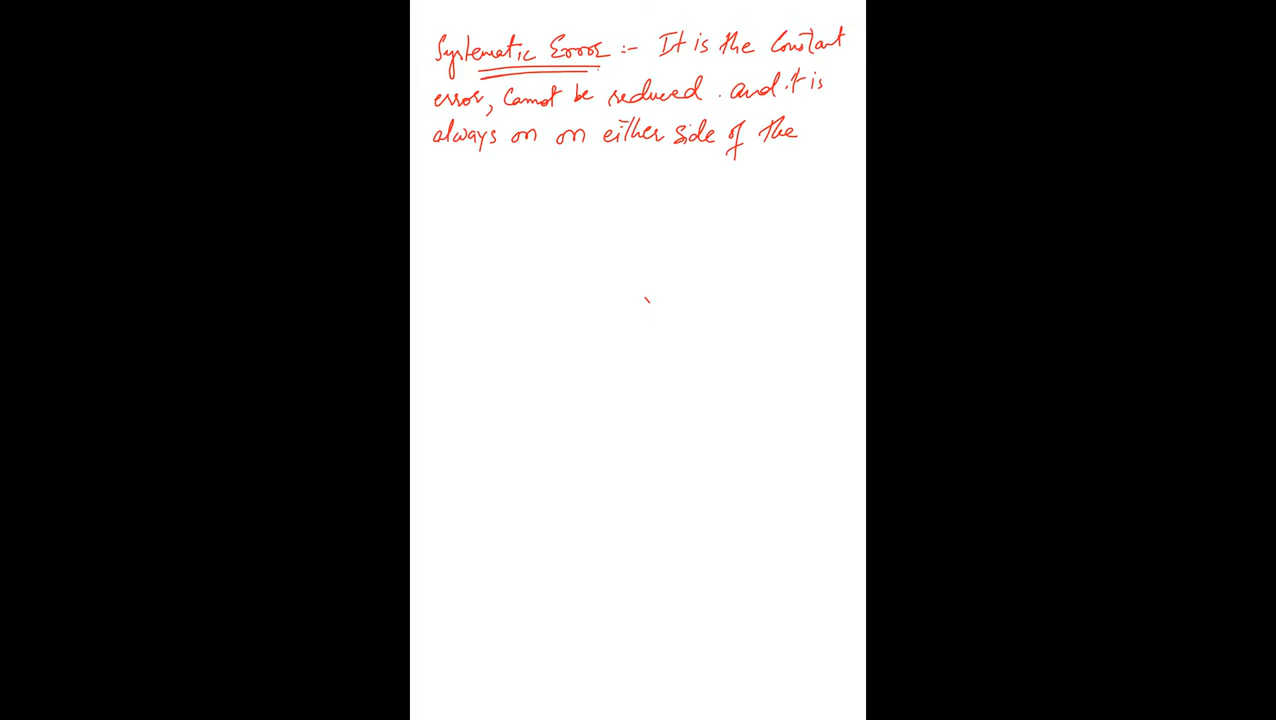 Systematic Error :- It is the Constant
error, Cannot be reduced . and it is
always on on either side of the